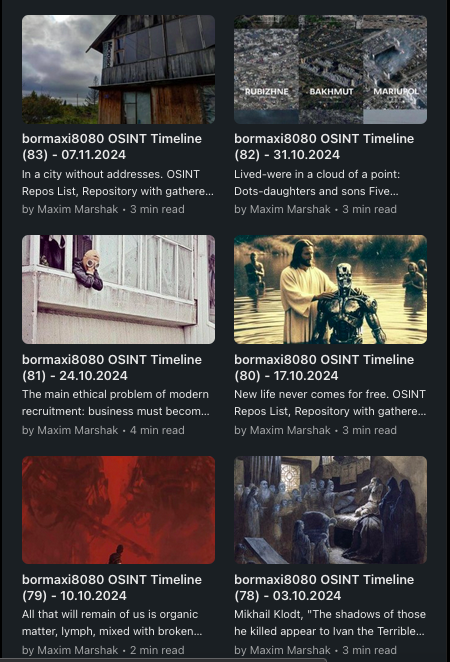 RUBIZHNE
BAKHMUT
MARIUPOL
bormaxi8080 OSINT Timeline
(83) - 07.11.2024
In a city without addresses. OSINT
Repos List, Repository with gathere...
by Maxim Marshak • 3 min read
bormaxi8080 OSINT Timeline
(82) - 31.10.2024
Lived-were in a cloud of a point:
Dots-daughters and sons Five...
by Maxim Marshak • 3 min read
bormaxi8080 OSINT Timeline
(81) - 24.10.2024
The main ethical problem of modern
recruitment: business must becom...
by Maxim Marshak • 4 min read
bormaxi8080 OSINT Timeline
(80) - 17.10.2024
New life never comes for free. OSINT
Repos List, Repository with gathere...
by Maxim Marshak • 3 min read
bormaxi8080 OSINT Timeline
(79) - 10.10.2024
All that will remain of us is organic
matter, lymph, mixed with broken...
by Maxim Marshak • 2 min read
bormaxi8080 OSINT Timeline
(78) - 03.10.2024
Mikhail Klodt, "The shadows of those
he killed appear to Ivan the Terrible...
by Maxim Marshak • 3 min read